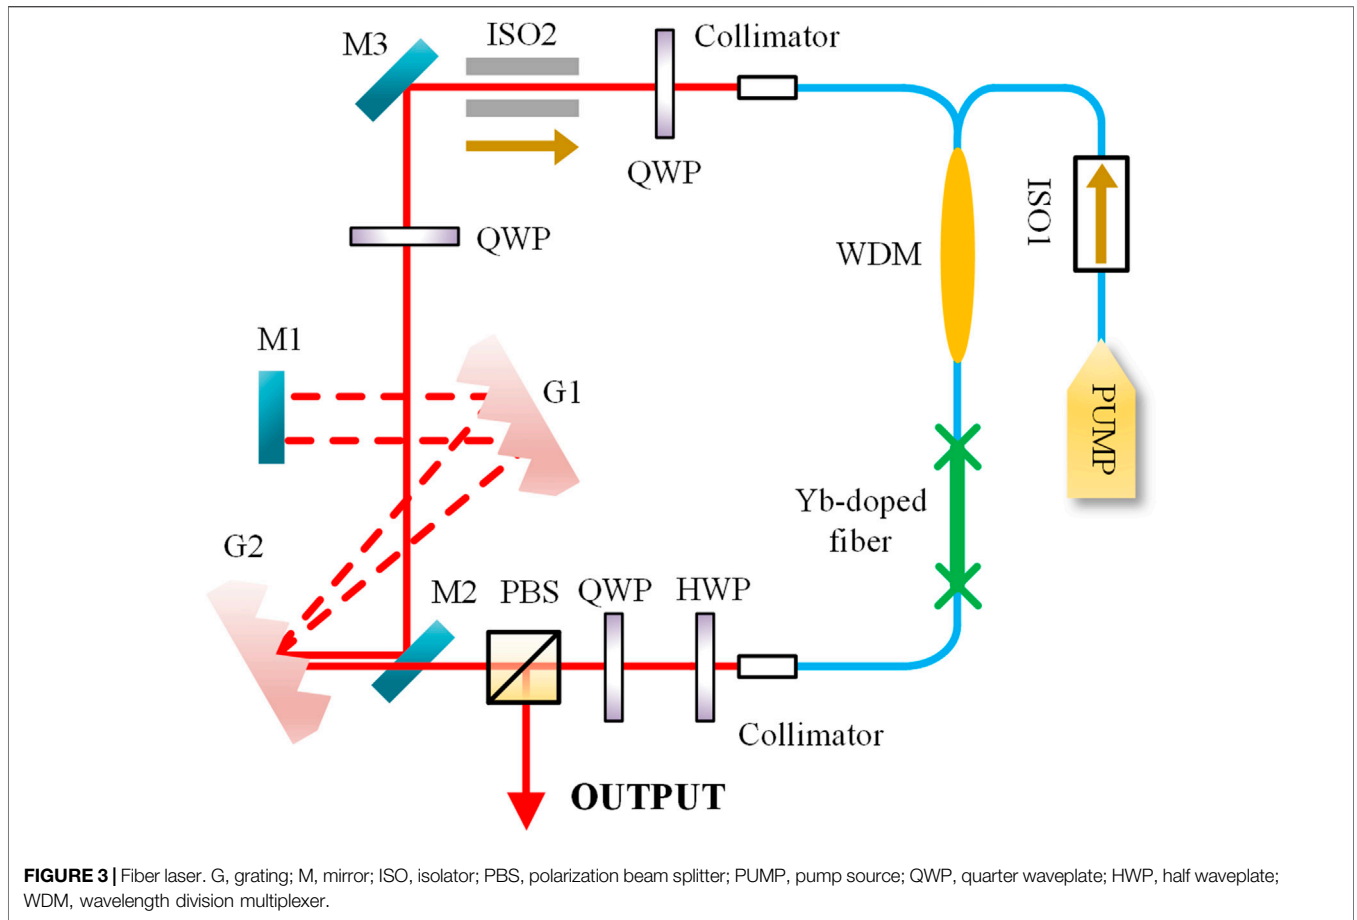 M3
ISO2
Collimator
QWP
QWP
ISO1
WDM
M1
G1
PUMP
Yb-doped
fiber
G2
M2
PBS
QWP
HWP
Collimator
OUTPUT
FIGURE 3 | Fiber laser. G, grating; M, mirror; ISO, isolator; PBS, polarization beam splitter; PUMP, pump source; QWP, quarter waveplate; HWP, half waveplate;
WDM, wavelength division multiplexer.